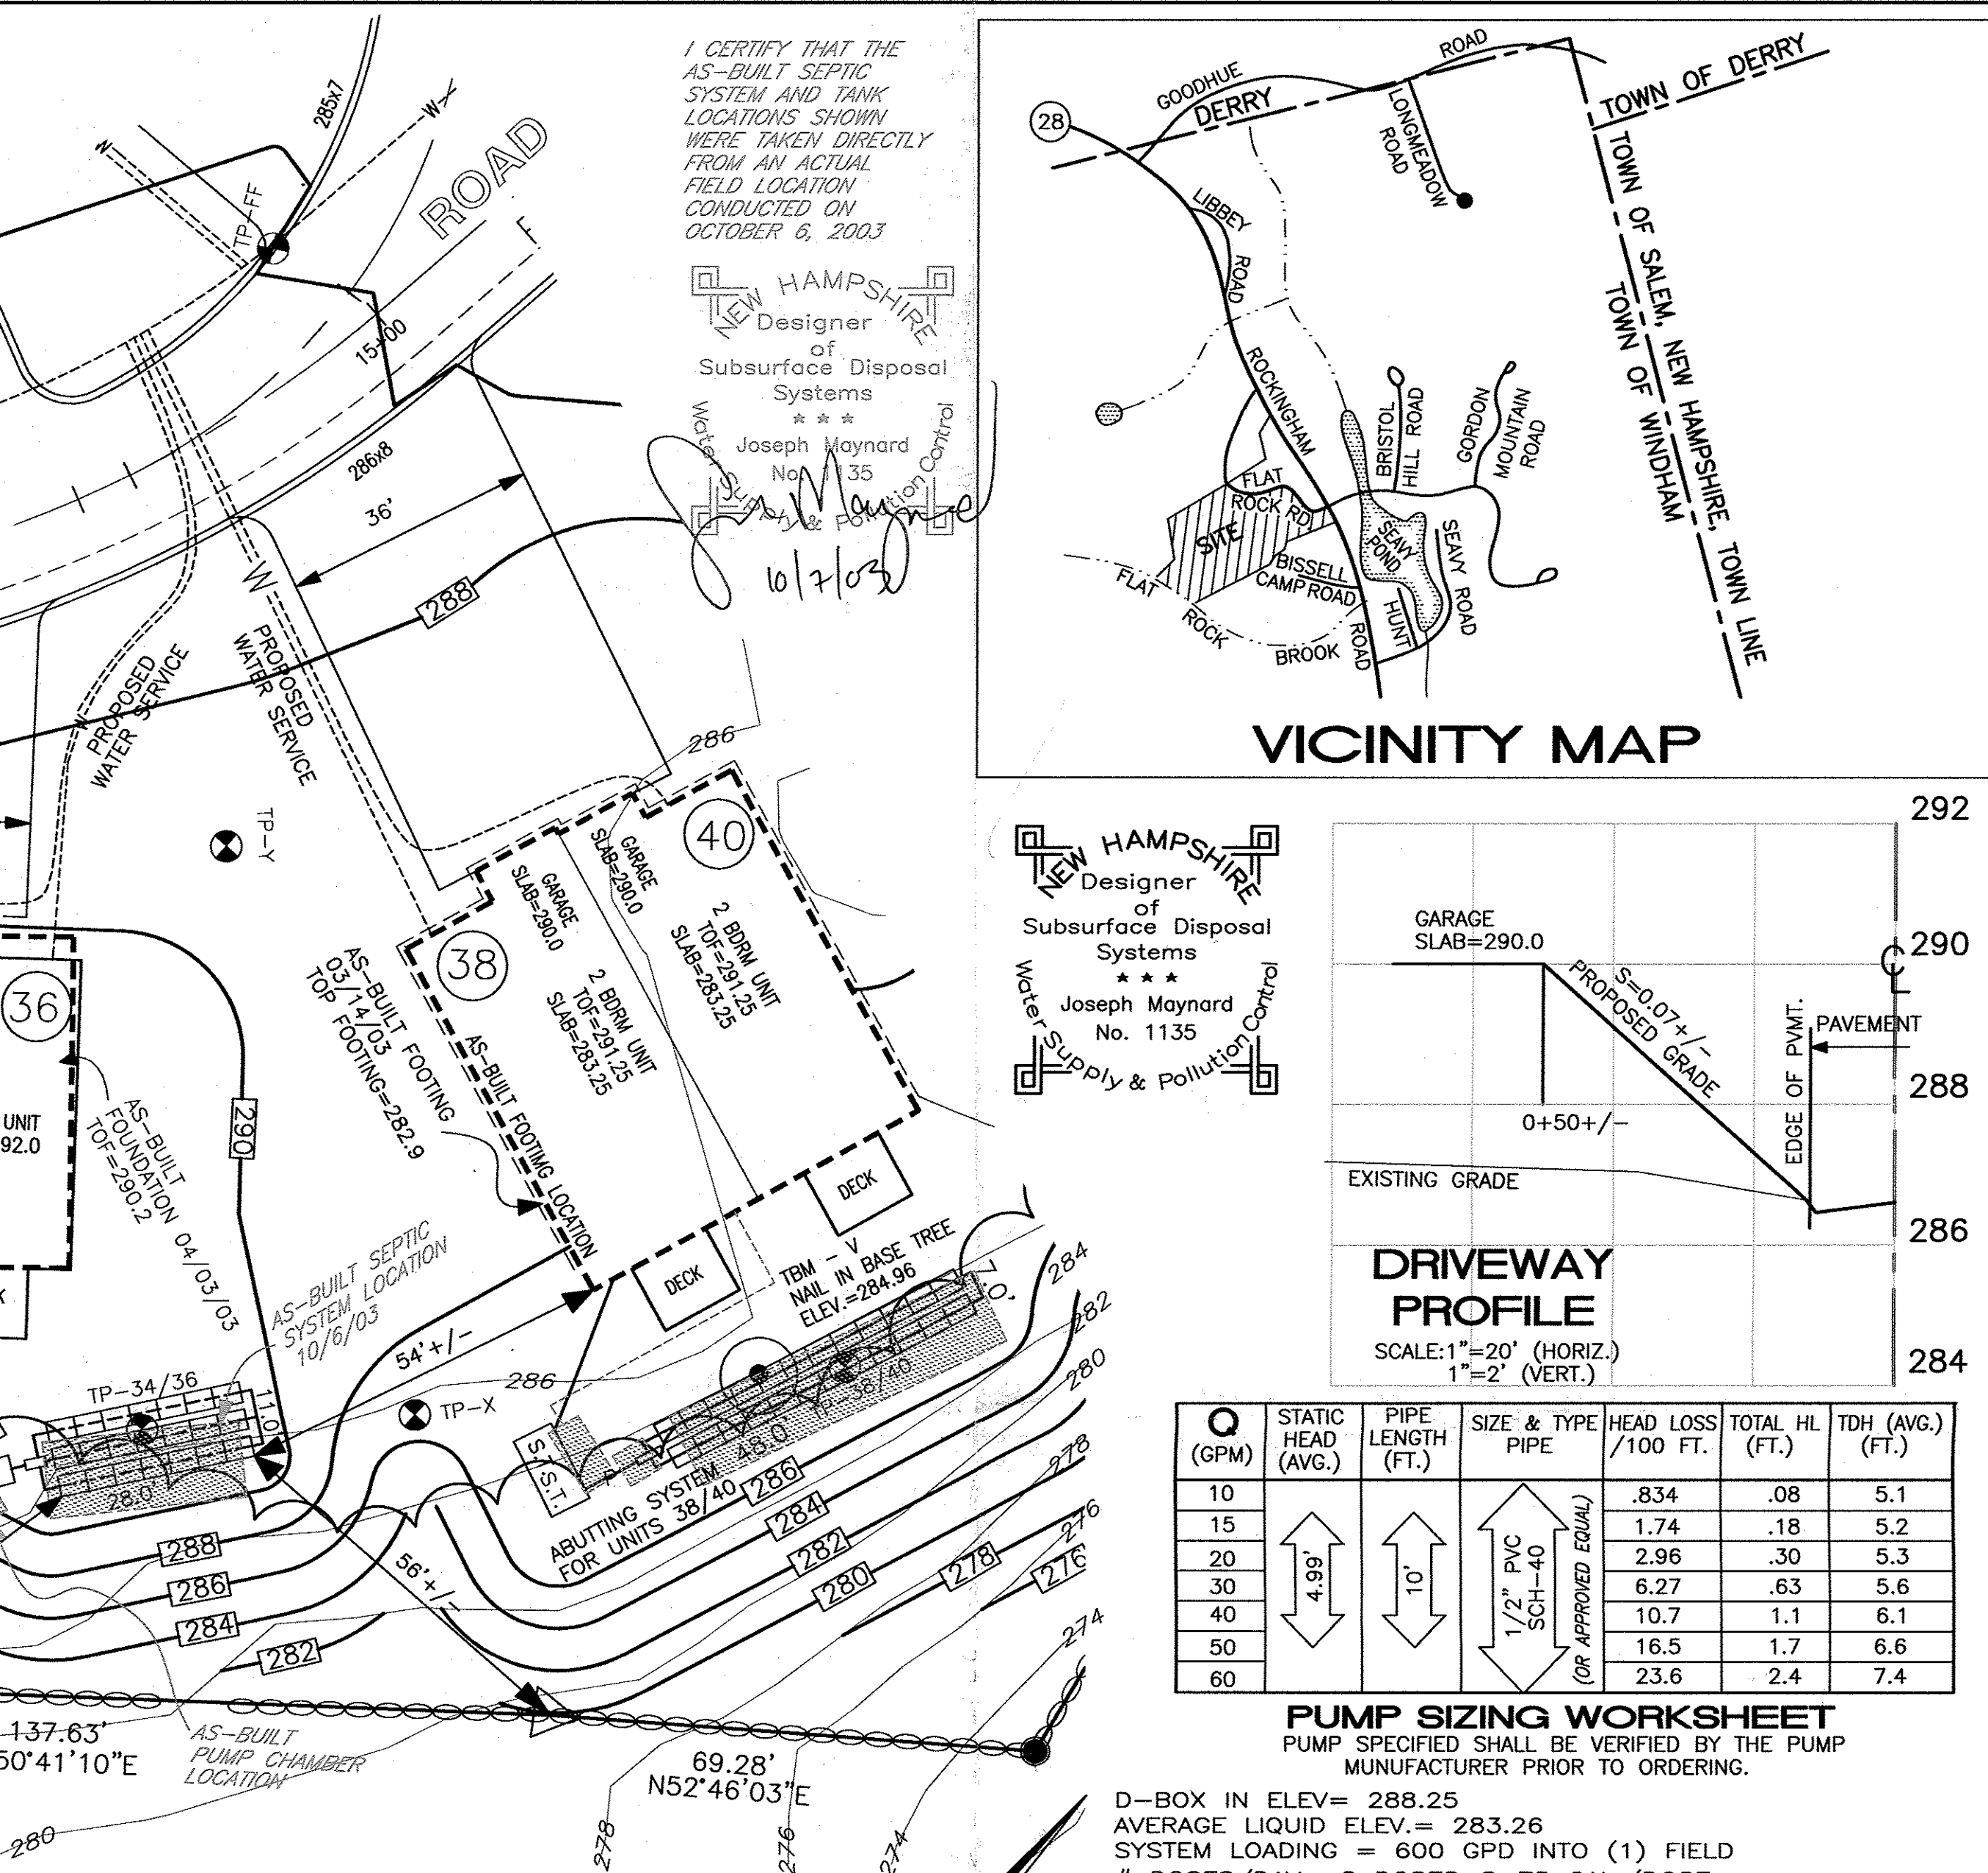 I CERTIFY THAT THE
AS-BUILT SEPTIC
SYSTEM AND TANK
LOCATIONS SHOWN
WERE TAKEN DIRECTLY
FROM AN ACTUAL
FIELD LOCATION
CONDUCTED ON
OCTOBER 6, 2003
NEW HAMPSHIRE
Designer
of
Subsurface Disposal
Systems
★ ★ ★
Joseph Maynard
No. 1135
Water Supply & Pollution Control
10/7/03
285x7
W
N
TP-FF
ROAD
15+00
286x8
36'
288
W
PROPOSED
WATER SERVICE
PROPOSED
WATER SERVICE
TP-Y
286
40
GARAGE
SLAB=290.0
2 BDRM UNIT
TOF=291.25
SLAB=283.25
38
GARAGE
SLAB=290.0
2 BDRM UNIT
TOF=291.25
SLAB=283.25
AS-BUILT FOOTING
03/14/03
TOP FOOTING=282.9
AS-BUILT FOOTIMG LOCATION
36
UNIT
92.0
290
AS-BUILT
FOUNDATION 04/03/03
TOF=290.2
AS-BUILT SEPTIC
SYSTEM LOCATION
10/6/03
DECK
DECK
TBM - V
NAIL IN BASE TREE
ELEV.=284.96
7.0'
54'+/-
286
TP-X
TP-34/36
11.0'
28.0'
TP 38/40
48.0
S.T.
S.T.
P
ABUTTING SYSTEM
FOR UNITS 38/40
284
282
280
278
276
274
286
284
282
280
278
276
288
286
284
282
56'+/-
137.63'
50°41'10"E
AS-BUILT
PUMP CHAMBER
LOCATION
69.28'
N52°46'03"E
280
278
276
274
28
GOODHUE
ROAD
DERRY
TOWN OF DERRY
LONGMEADOW
ROAD
TOWN OF SALEM, NEW HAMPSHIRE, TOWN LINE
TOWN OF WINDHAM
LIBBEY
ROAD
ROCKINGHAM
ROAD
BRISTOL
HILL ROAD
GORDON
MOUNTAIN
ROAD
FLAT
ROCK RD.
SITE
SEAVY
POND
SEAVY ROAD
BISSELL
CAMP ROAD
HUNT
FLAT
ROCK
BROOK
VICINITY MAP
NEW HAMPSHIRE
Designer
of
Subsurface Disposal
Systems
★ ★ ★
Joseph Maynard
No. 1135
Water Supply & Pollution Control
292
290
288
286
284
GARAGE
SLAB=290.0
S=0.07+/-
PROPOSED GRADE
EDGE OF PVMT.
PAVEMENT
0+50+/-
EXISTING GRADE
DRIVEWAY
PROFILE
SCALE:1"=20' (HORIZ.)
1"=2' (VERT.)
Q (GPM) STATIC HEAD (AVG.) PIPE LENGTH (FT.) SIZE & TYPE PIPE HEAD LOSS /100 FT. TOTAL HL (FT.) TDH (AVG.) (FT.)
10 .834 .08 5.1
15 1.74 .18 5.2
20 2.96 .30 5.3
30 6.27 .63 5.6
40 10.7 1.1 6.1
50 16.5 1.7 6.6
60 23.6 2.4 7.4
4.99'
10'
1/2" PVC
SCH-40
(OR APPROVED EQUAL)
PUMP SIZING WORKSHEET
PUMP SPECIFIED SHALL BE VERIFIED BY THE PUMP
MUNUFACTURER PRIOR TO ORDERING.
D-BOX IN ELEV= 288.25
AVERAGE LIQUID ELEV.= 283.26
SYSTEM LOADING = 600 GPD INTO (1) FIELD